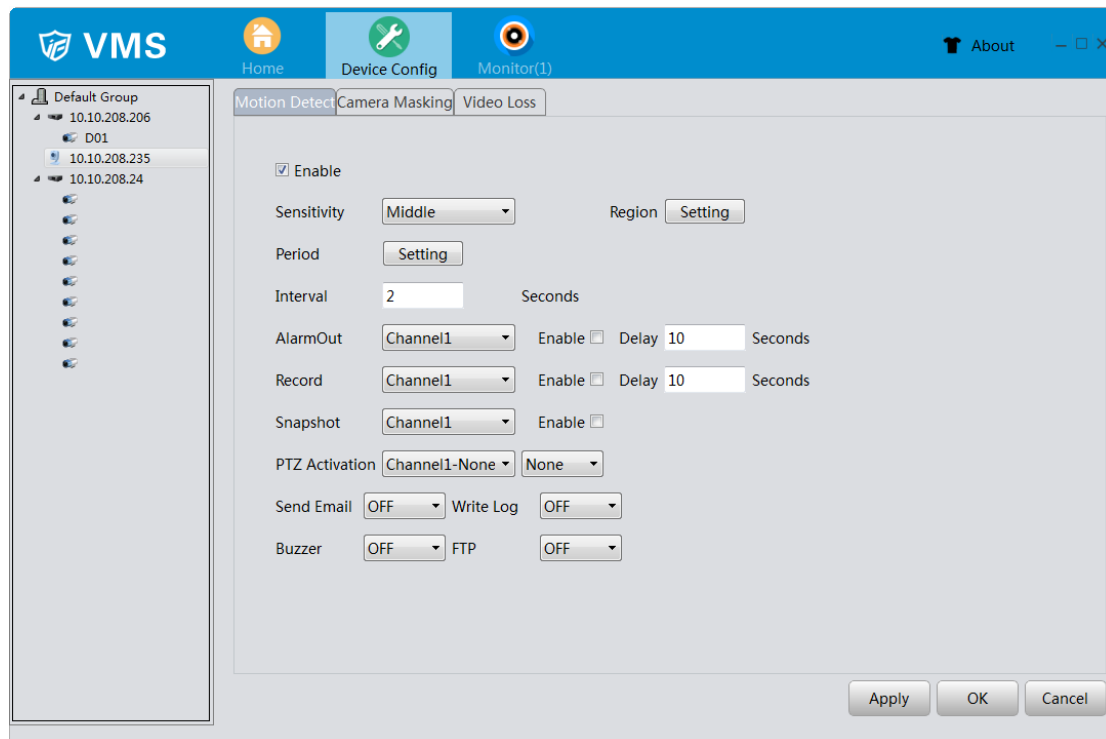 VMS
Home
Device Config
Monitor(1)
About
Default Group
10.10.208.206
D01
10.10.208.235
10.10.208.24
Motion Detect Camera Masking Video Loss
Enable
Sensitivity Middle Region Setting
Period Setting
Interval 2 Seconds
AlarmOut Channel1 Enable Delay 10 Seconds
Record Channel1 Enable Delay 10 Seconds
Snapshot Channel1 Enable
PTZ Activation Channel1-None None
Send Email OFF Write Log OFF
Buzzer OFF FTP OFF
Apply OK Cancel